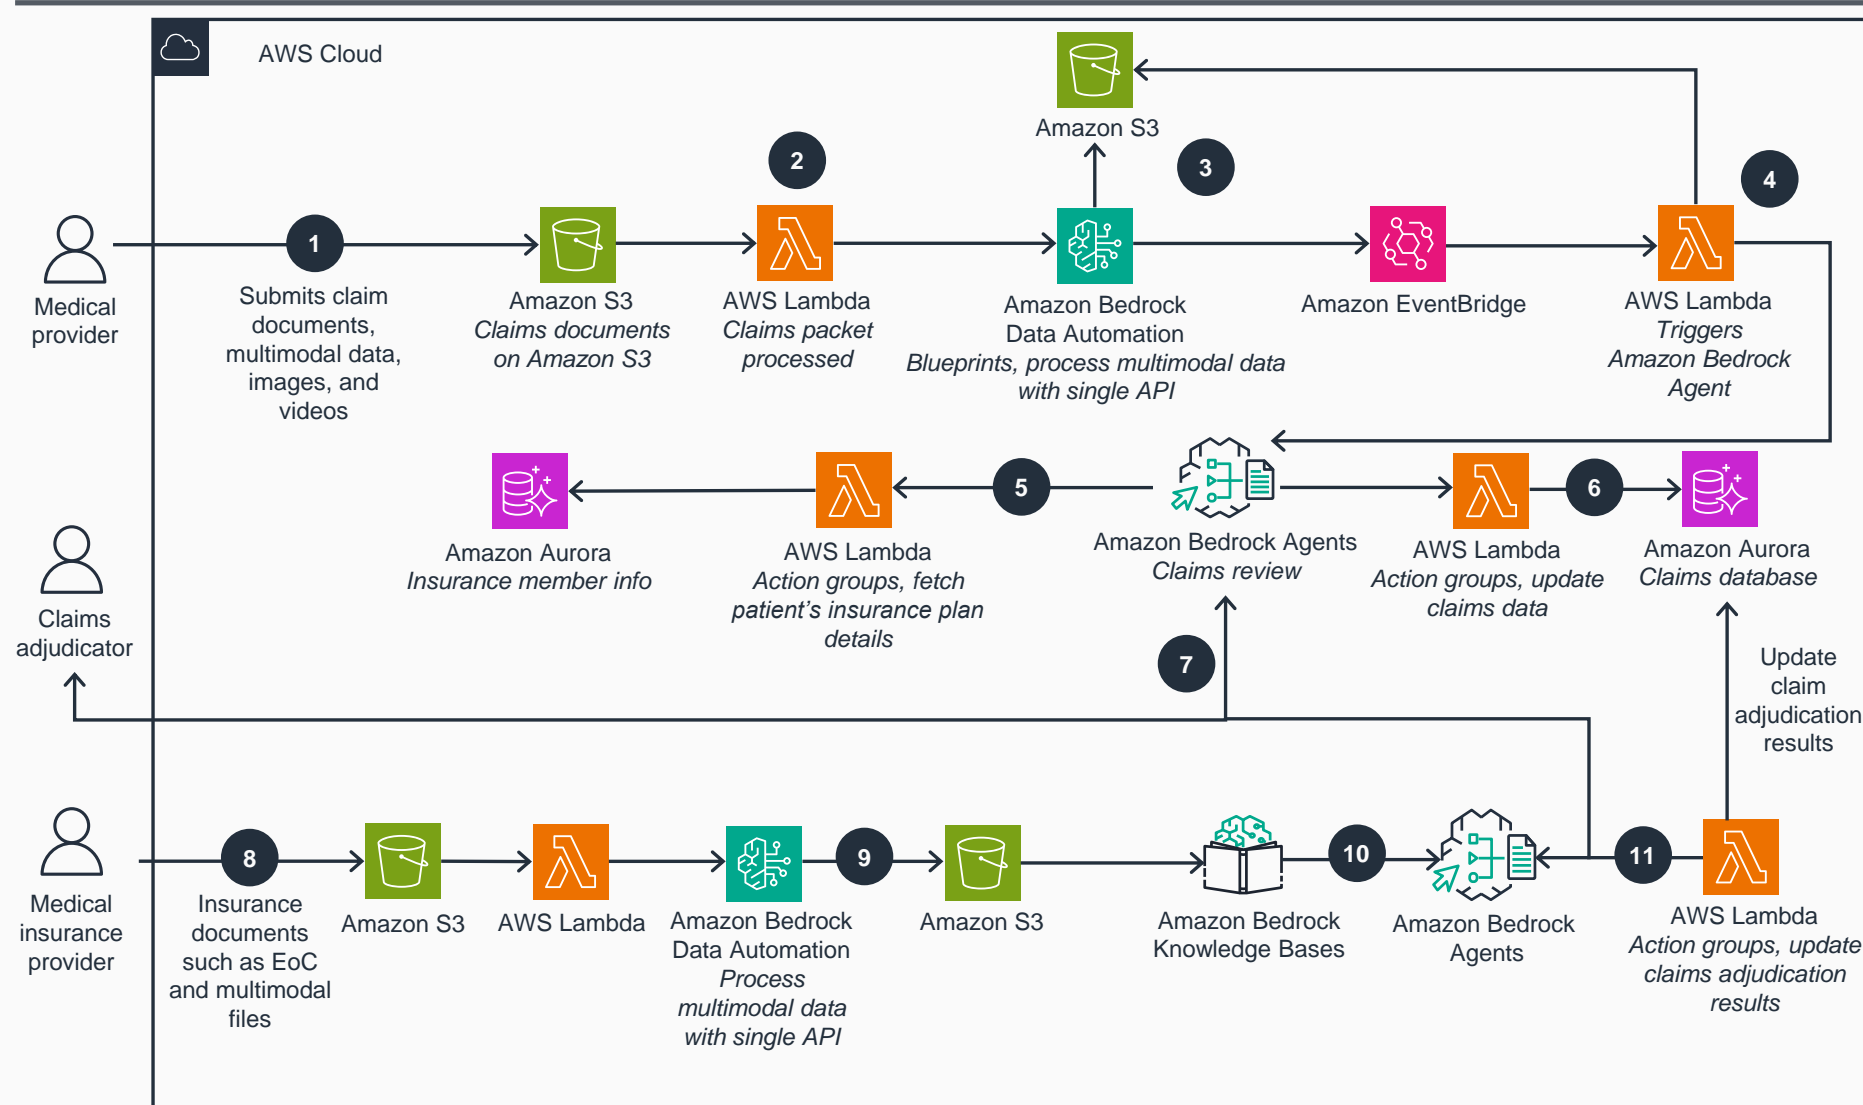 AWS Cloud
Amazon S3
2
3
4
1
Medical
provider
Submits claim
documents,
multimodal data,
images, and
videos
Amazon S3
Claims documents
on Amazon S3
AWS Lambda
Claims packet
processed
Amazon Bedrock
Data Automation
Blueprints, process multimodal data
with single API
Amazon EventBridge
AWS Lambda
Triggers
Amazon Bedrock
Agent
5
6
Amazon Aurora
Insurance member info
AWS Lambda
Action groups, fetch
patient’s insurance plan
details
Amazon Bedrock Agents
Claims review
AWS Lambda
Action groups, update
claims data
Amazon Aurora
Claims database
Claims
adjudicator
7
Update
claim
adjudication
results
8
9
10
11
Medical
insurance
provider
Insurance
documents
such as EoC
and multimodal
files
Amazon S3
AWS Lambda
Amazon Bedrock
Data Automation
Process
multimodal data
with single API
Amazon S3
Amazon Bedrock
Knowledge Bases
Amazon Bedrock
Agents
AWS Lambda
Action groups, update
claims adjudication
results